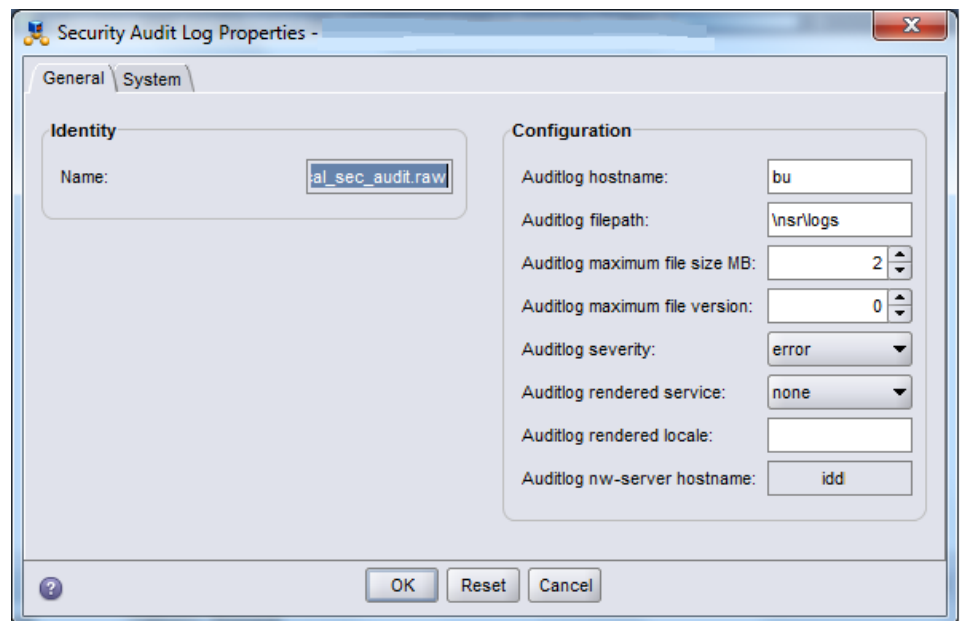 Security Audit Log Properties -
General System
Identity
Name: :al_sec_audit.raw
Configuration
Auditlog hostname: bu
Auditlog filepath: \nsr\logs
Auditlog maximum file size MB: 2
Auditlog maximum file version: 0
Auditlog severity: error
Auditlog rendered service: none
Auditlog rendered locale:
Auditlog nw-server hostname: idd
? OK Reset Cancel